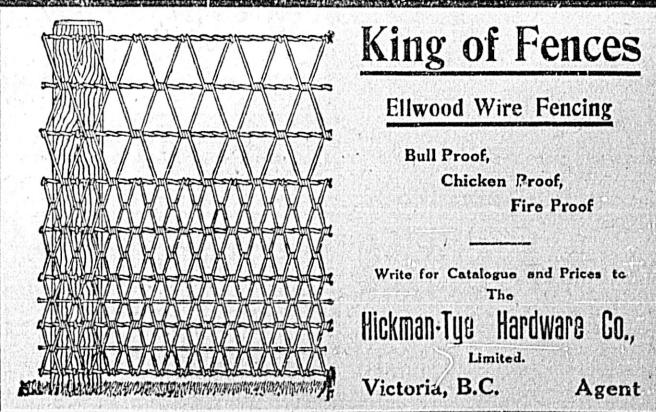 King of Fences
Ellwood Wire Fencing
Bull Proof,
Chicken Proof,
Fire Proof
Write for Catalogue and Prices to
The
Hickman-Tye Hardware Co.,
Limited.
Victoria, B.C. Agent